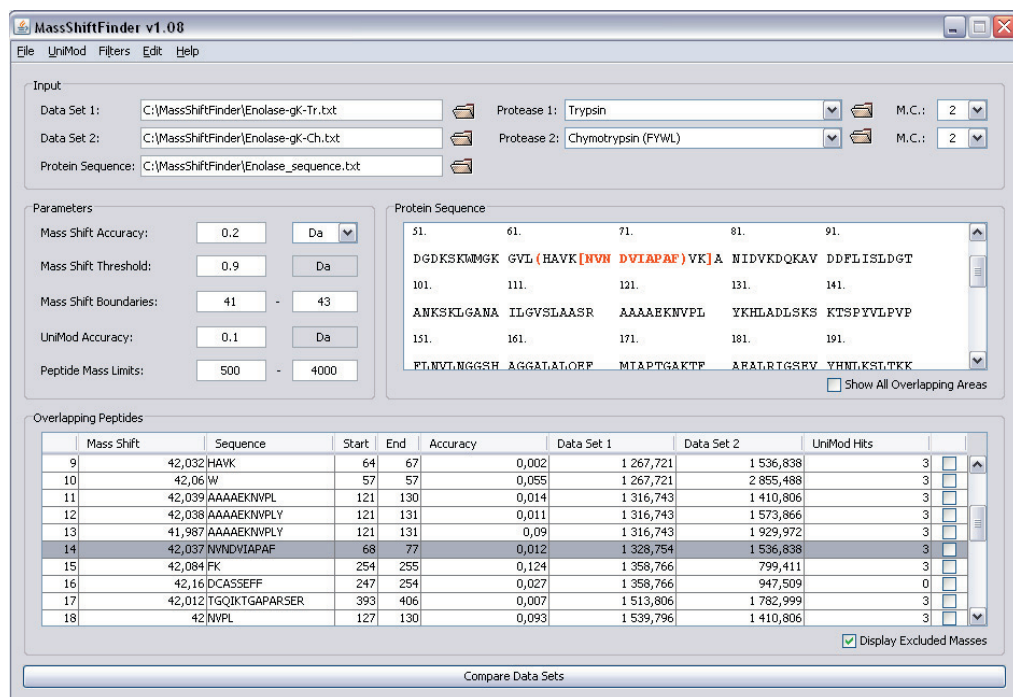 MassShiftFinder v1.08
File UniMod Filters Edit Help
Input
Data Set 1: C:\MassShiftFinder\Enolase-gK-Tr.txt Protease 1: Trypsin M.C.: 2
Data Set 2: C:\MassShiftFinder\Enolase-gK-Ch.txt Protease 2: Chymotrypsin (FYWL) M.C.: 2
Protein Sequence: C:\MassShiftFinder\Enolase_sequence.txt
Parameters
Mass Shift Accuracy: 0.2 Da
Mass Shift Threshold: 0.9 Da
Mass Shift Boundaries: 41 - 43
UniMod Accuracy: 0.1 Da
Peptide Mass Limits: 500 - 4000
Protein Sequence
51. 61. 71. 81. 91.
DGDKSKWMGK GVL(HAVK[NVN DVIAPAF)VK]A NIDVKDQKAV DDFLISLDGT
101. 111. 121. 131. 141.
ANKSKLGANA ILGVSLAASR AAAAEKNVPL YKHLADLSKS KTSPYVLPVP
151. 161. 171. 181. 191.
FLNVLNGGSH AGGALALQEF MIAPTGAKTF AEALRIGSEV YHNLKSLTKK
Show All Overlapping Areas
Overlapping Peptides
Mass Shift Sequence Start End Accuracy Data Set 1 Data Set 2 UniMod Hits
9 42,032 HAVK 64 67 0,002 1 267,721 1 536,838 3
10 42,06 W 57 57 0,055 1 267,721 2 855,488 3
11 42,039 AAAAEKNVPL 121 130 0,014 1 316,743 1 410,806 3
12 42,038 AAAAEKNVPLY 121 131 0,011 1 316,743 1 573,866 3
13 41,987 AAAAEKNVPLY 121 131 0,09 1 316,743 1 929,972 3
14 42,037 NVNDVIAPAF 68 77 0,012 1 328,754 1 536,838 3
15 42,084 FK 254 255 0,124 1 358,766 799,411 3
16 42,16 DCASSEFF 247 254 0,027 1 358,766 947,509 0
17 42,012 TGQIKTGAPARSER 393 406 0,007 1 513,806 1 782,999 3
18 42 NVPL 127 130 0,093 1 539,796 1 410,806 3
Display Excluded Masses
Compare Data Sets